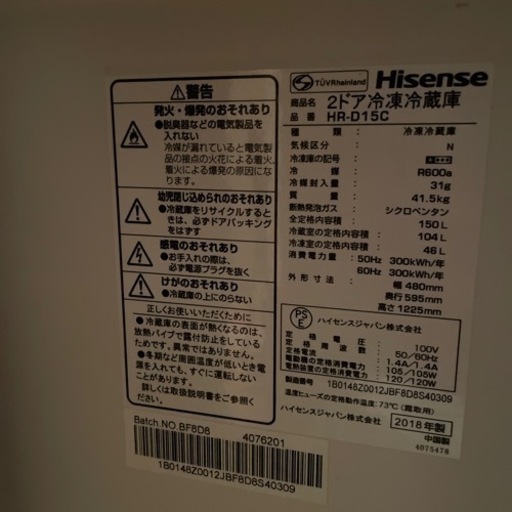 警告
発火・爆発のおそれあり
●脱臭器などの電気製品を入れない
冷媒が漏れていると電気製
品の接点の火花による着火、
着火による爆発の原因に
なります。
幼児閉じ込められのおそれあり
●冷蔵庫をリサイクルすると
きは、必ずドアパッキング
をはずす
感電のおそれあり
●お手入れの際は、
必ず電源プラグを抜く
けがのおそれあり
●冷蔵庫の上にのらない
正しくお使いいただくために
●冷蔵庫の表面が熱くなるのは、
放熱パイプで露付防止をしている
ためです。異常ではありません。
●冬期など周囲温度が低いとき電
源を入れても、すぐに運転しない
ことがあります。
詳しくは取扱説明書をご覧ください。
TÜVRheinland
Hisense
商品名 2ドア冷凍冷蔵庫
品番 HR-D15C
種類 冷凍冷蔵庫
気候区分 N
冷凍庫の記号
冷媒 R600a
冷媒封入量 31g
質量 41.5kg
断熱発泡ガス シクロペンタン
全定格内容積 150L
冷蔵室の定格内容積 104L
冷凍室の定格内容積 46L
消費電力量 50Hz 300kWh/年
60Hz 300kWh/年
外形寸法: 幅 480mm
奥行 595mm
高さ 1225mm
PS
E
ハイセンスジャパン株式会社
定格電圧: 100V
定格周波数: 50/60Hz
定格電流: 1.4A/1.4A
電動機の定格消費電力: 105/105W
電熱装置の定格消費電力: 120/120W
製造番号 1B0148Z0012JBF8D8S40309
温度ヒューズの定格動作温度: 73℃(霜取用)
ハイセンスジャパン株式会社
2018年製
中国製
4075478
Batch.NO.BF8D8 4076201
1B0148Z0012JBF8D8S40309